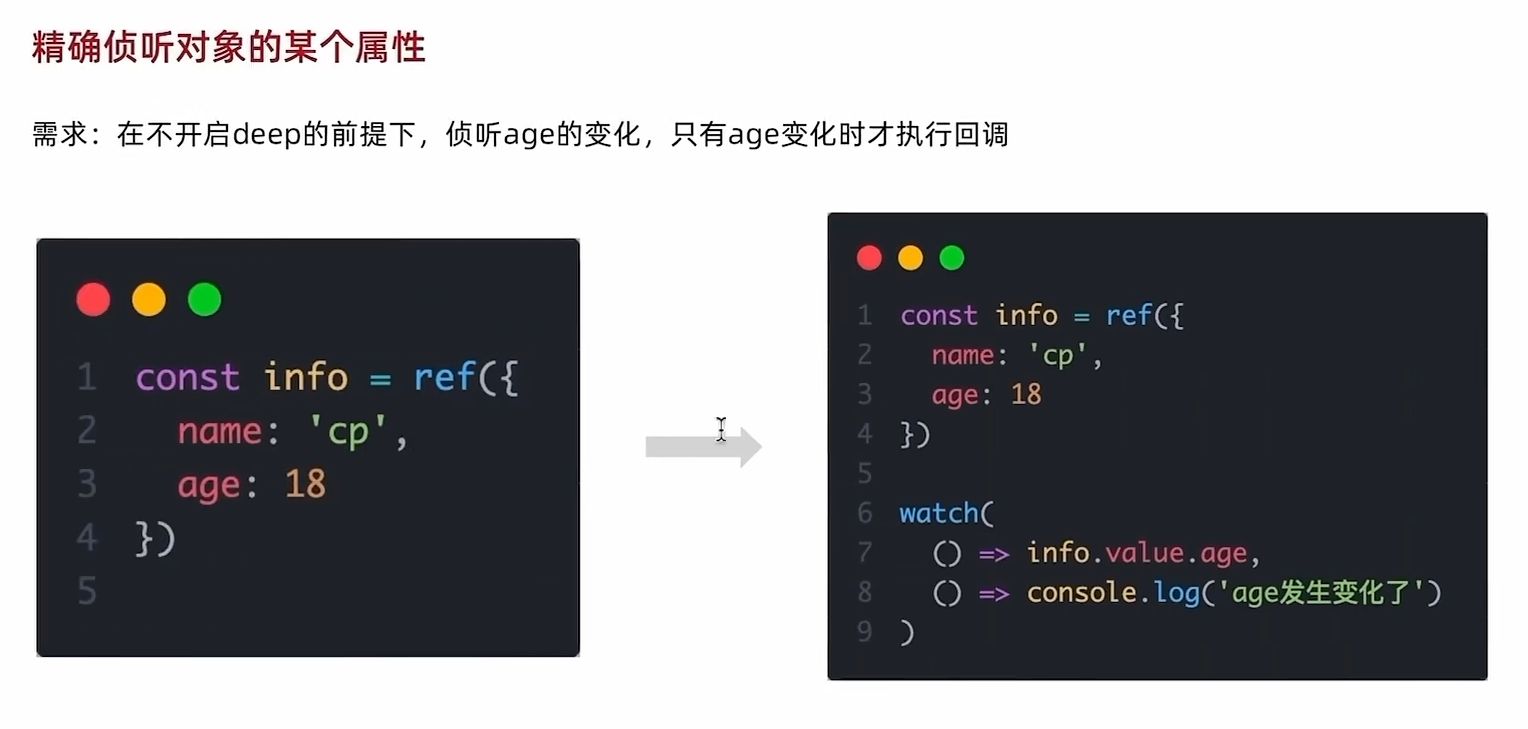 精确侦听对象的某个属性
需求：在不开启deep的前提下，侦听age的变化，只有age变化时才执行回调
1 const info = ref({
2   name: 'cp',
3   age: 18
4 })
5
1 const info = ref({
2   name: 'cp',
3   age: 18
4 })
5
6 watch(
7   () => info.value.age,
8   () => console.log('age发生变化了')
9 )